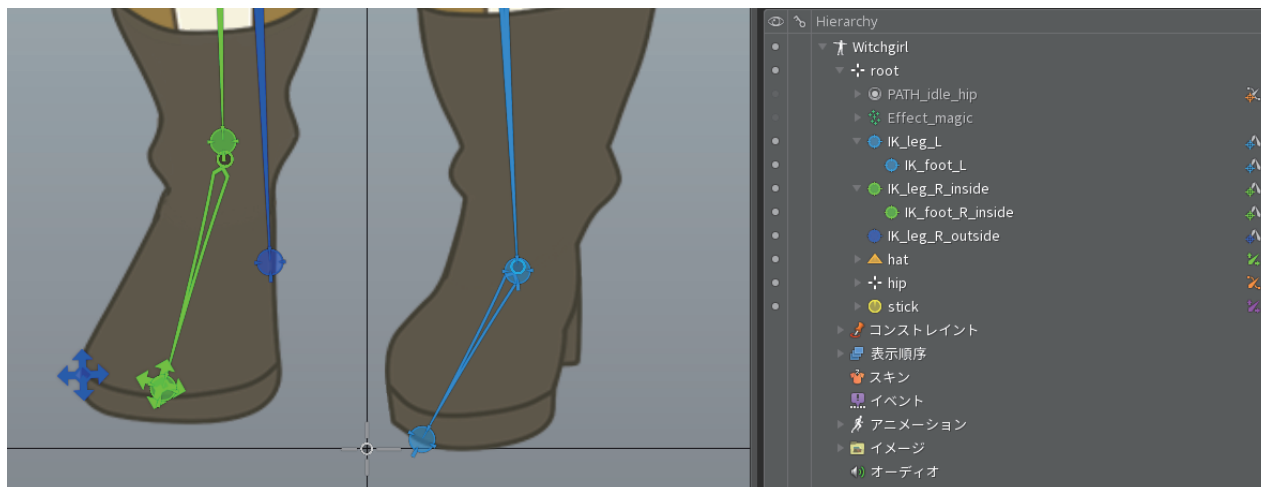 Hierarchy
Witchgirl
root
PATH_idle_hip
Effect_magic
IK_leg_L
IK_foot_L
IK_leg_R_inside
IK_foot_R_inside
IK_leg_R_outside
hat
hip
stick
コンストレイント
表示順序
スキン
イベント
アニメーション
イメージ
オーディオ